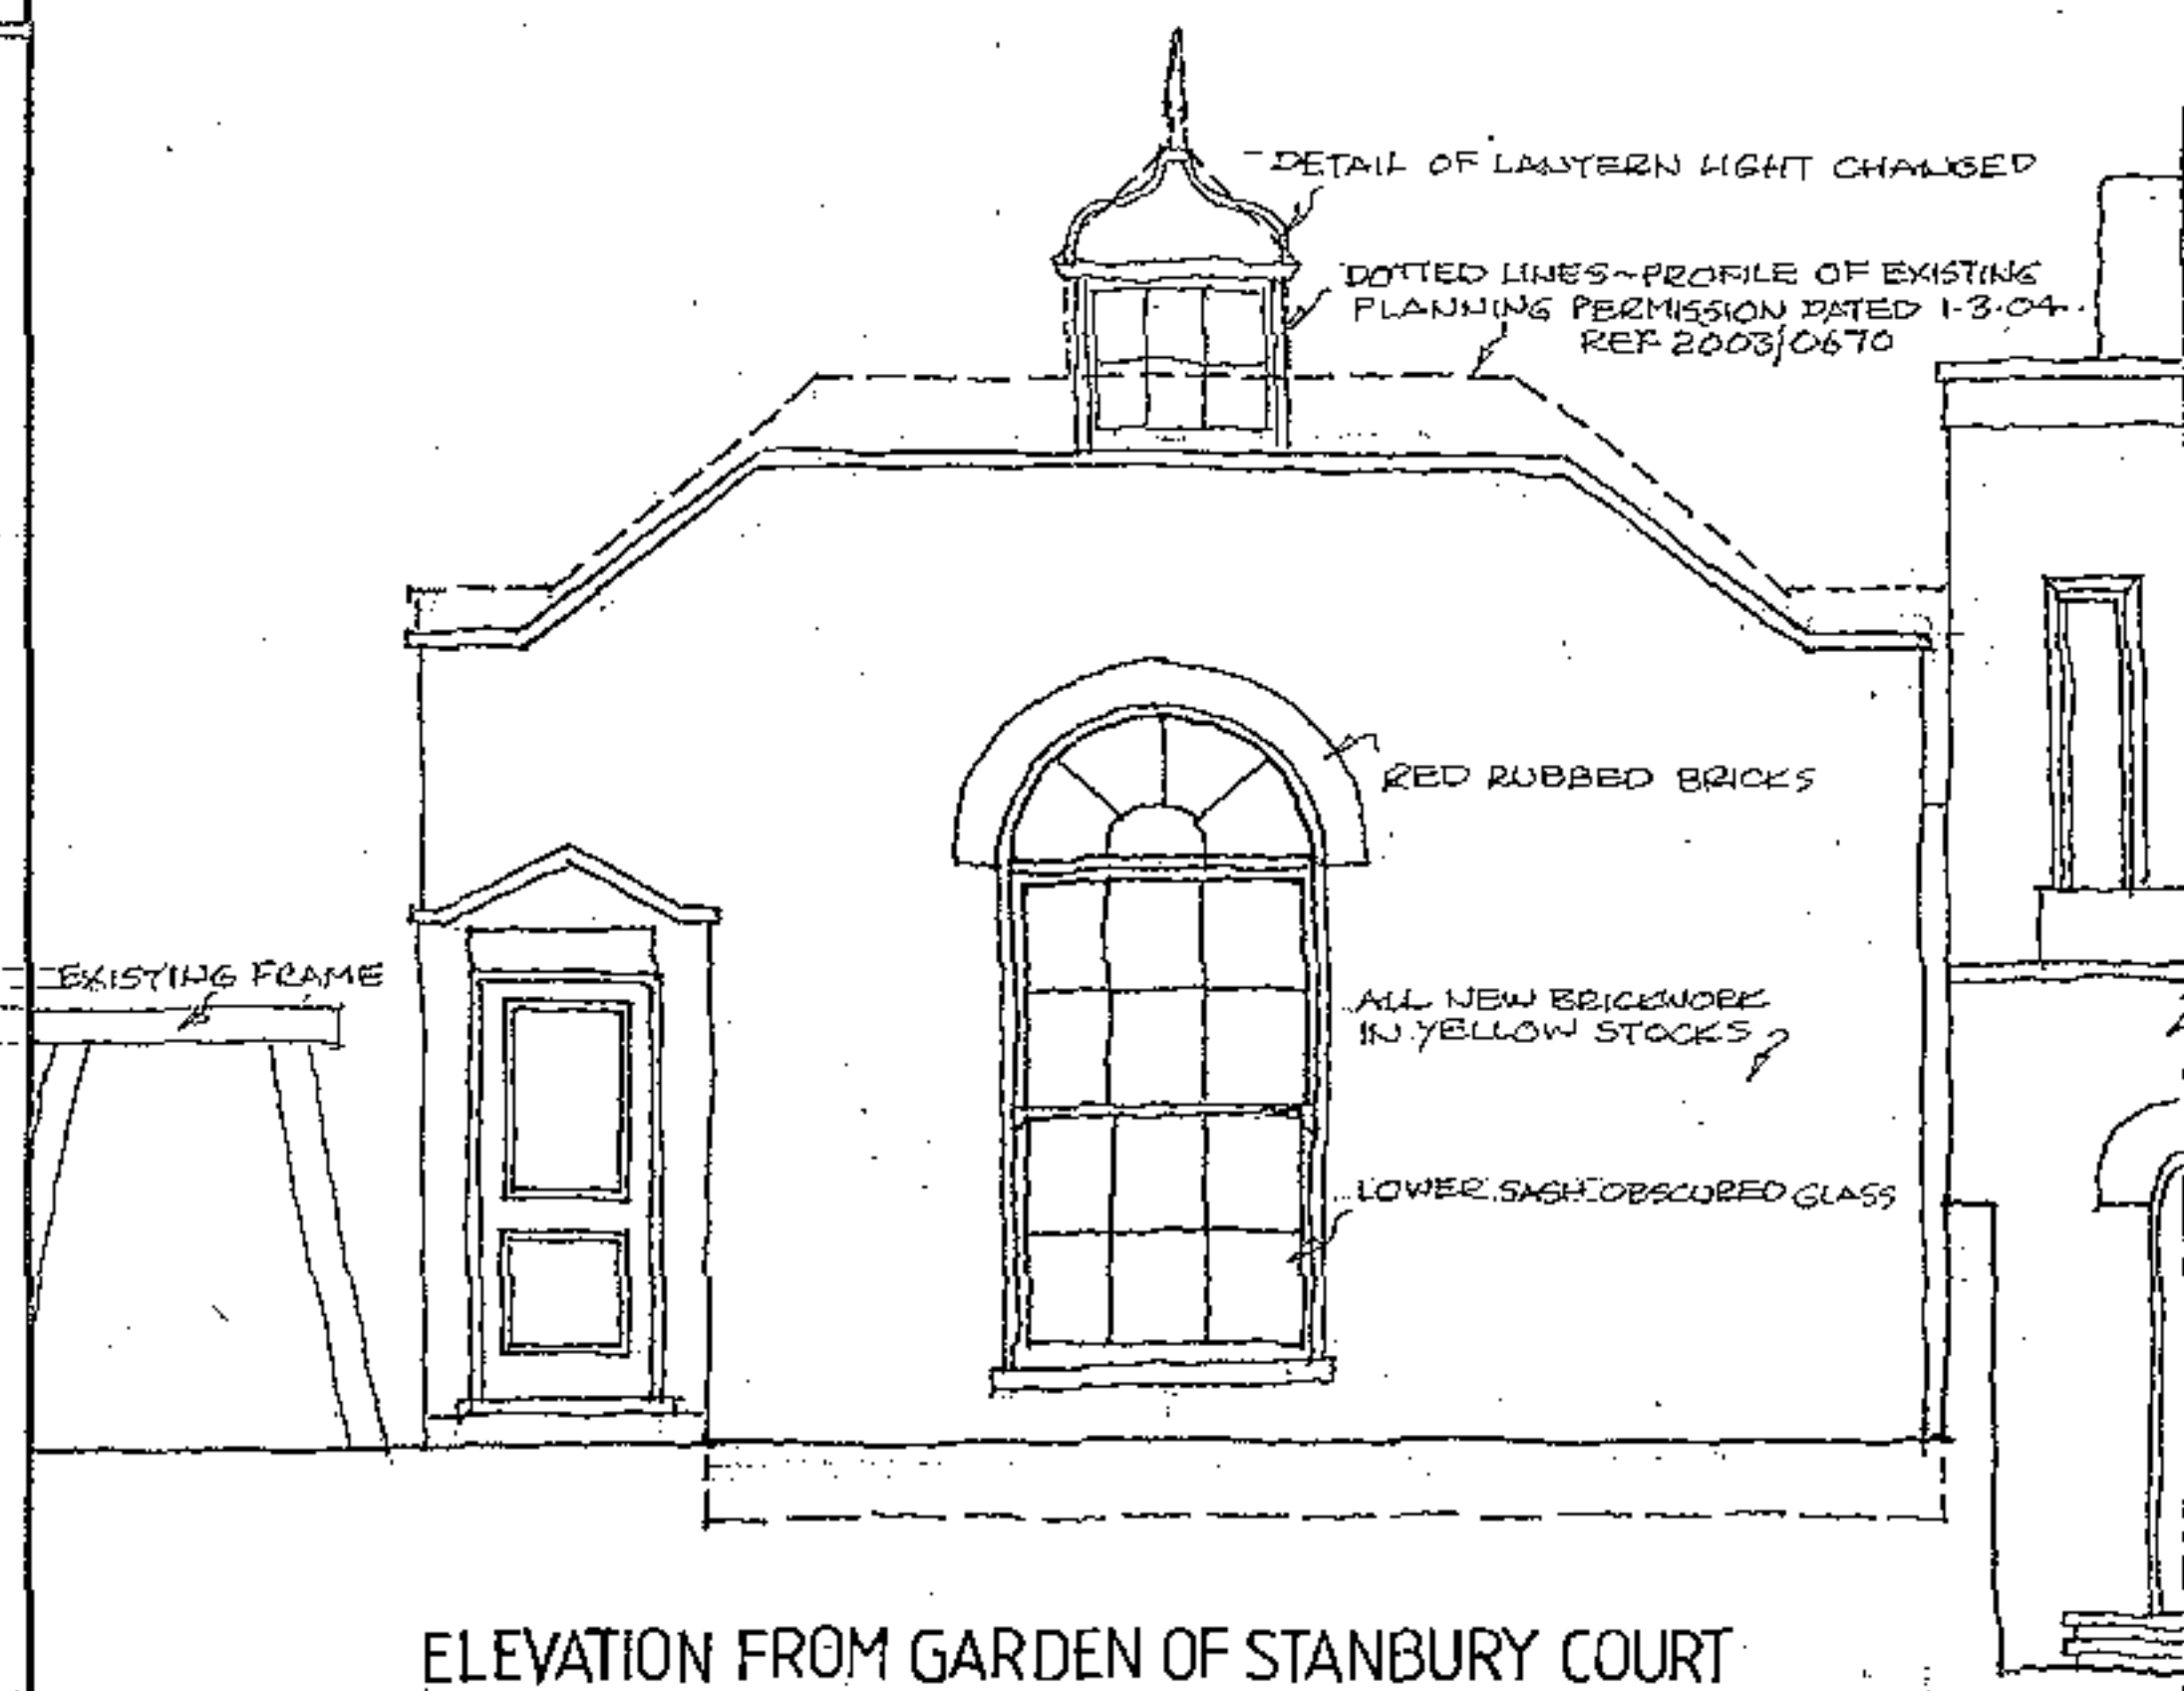 DETAIL OF LANTERN LIGHT CHANGED
DOTTED LINES~PROFILE OF EXISTING
PLANNING PERMISSION DATED 1·3·04
REF 2003/0670
RED RUBBED BRICKS
EXISTING FRAME
ALL NEW BRICKWORK
IN YELLOW STOCKS
LOWER SASH OBSCURED GLASS
ELEVATION FROM GARDEN OF STANBURY COURT